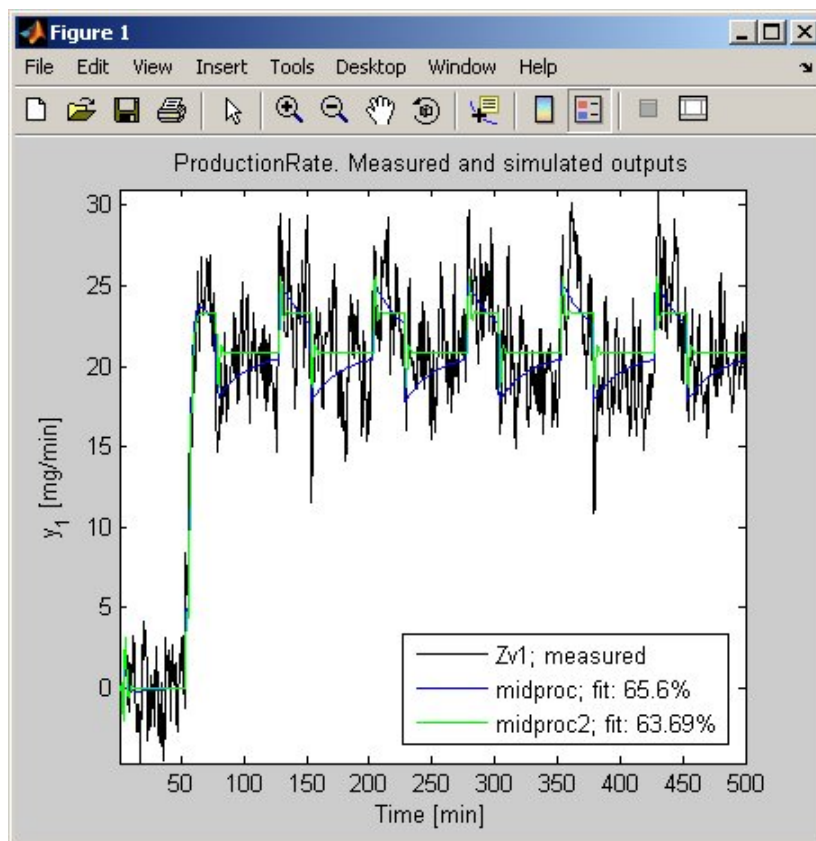 Figure 1
File Edit View Insert Tools Desktop Window Help
ProductionRate. Measured and simulated outputs
30
25
20
15
10
5
0
y1 [mg/min]
Zv1; measured
midproc; fit: 65.6%
midproc2; fit: 63.69%
50 100 150 200 250 300 350 400 450 500
Time [min]